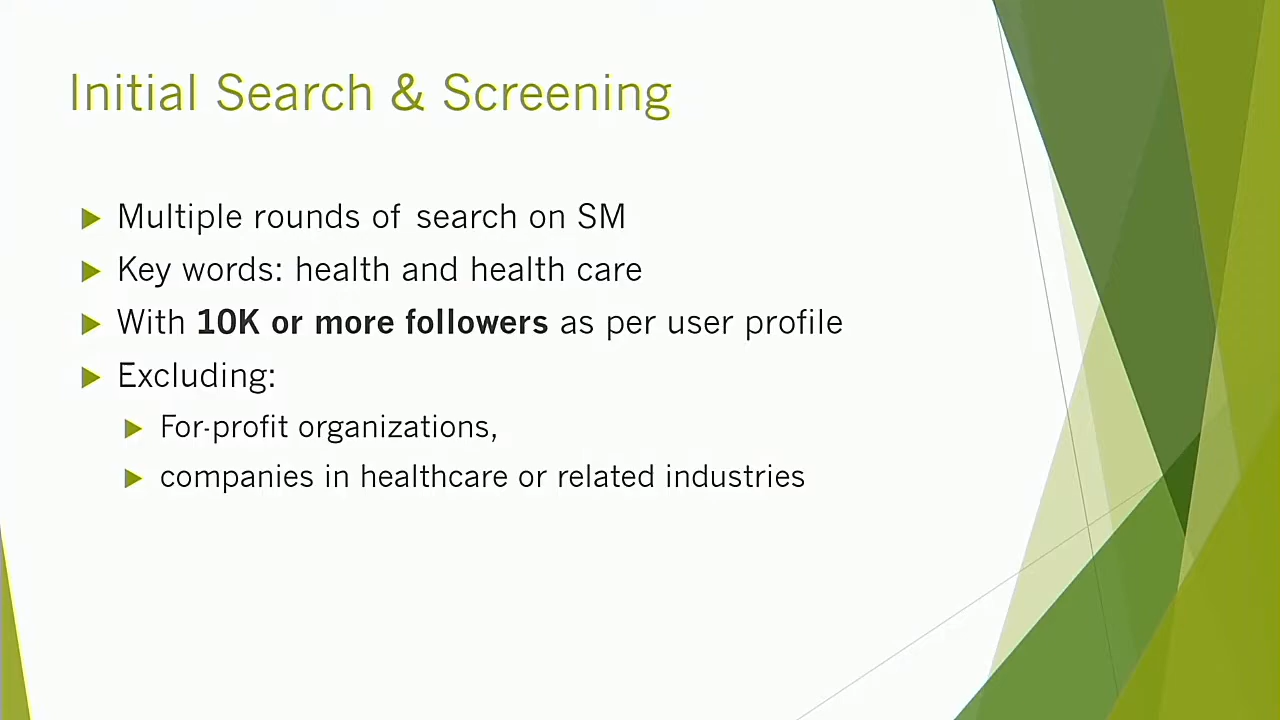 Initial Search & Screening
Multiple rounds of search on SM
Key words: health and health care
With 10K or more followers as per user profile
Excluding:
For-profit organizations,
companies in healthcare or related industries